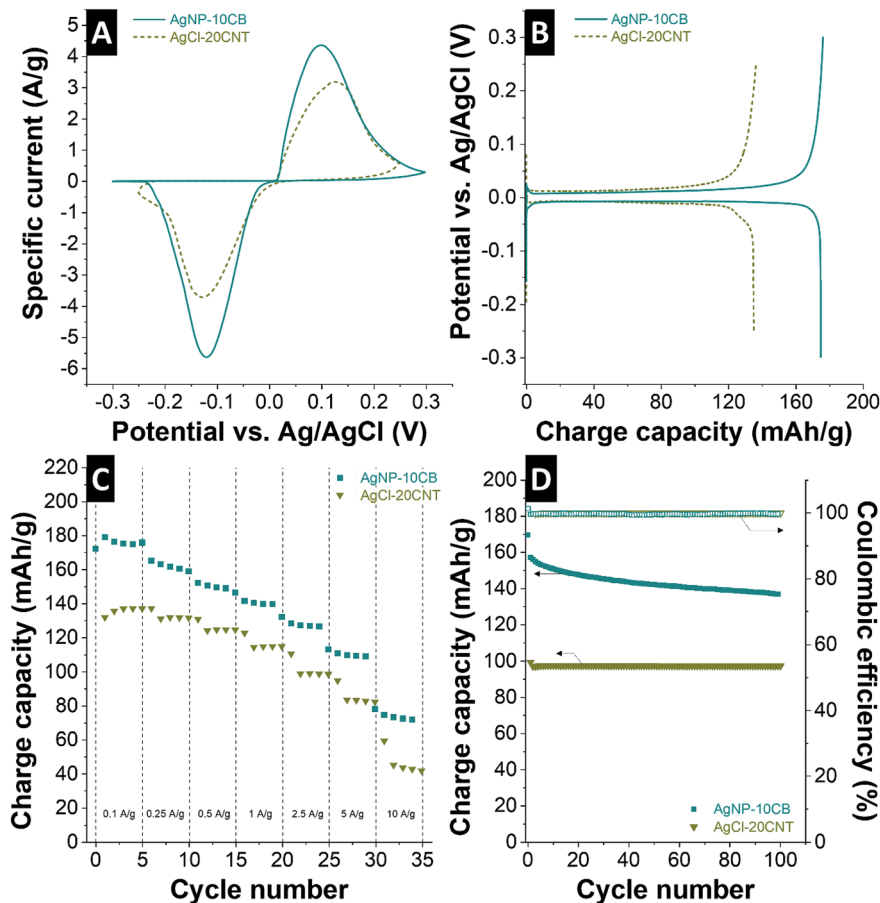 A
AgNP-10CB
AgCl-20CNT
Specific current (A/g)
5
4
3
2
1
0
-1
-2
-3
-4
-5
-6
-0.3 -0.2 -0.1 0.0 0.1 0.2 0.3
Potential vs. Ag/AgCl (V)
B
AgNP-10CB
AgCl-20CNT
Potential vs. Ag/AgCl (V)
0.3
0.2
0.1
0.0
-0.1
-0.2
-0.3
0 40 80 120 160 200
Charge capacity (mAh/g)
C
AgNP-10CB
AgCl-20CNT
Charge capacity (mAh/g)
220
200
180
160
140
120
100
80
60
40
20
0
0.1 A/g 0.25 A/g 0.5 A/g 1 A/g 2.5 A/g 5 A/g 10 A/g
0 5 10 15 20 25 30 35
Cycle number
D
Charge capacity (mAh/g)
220
200
180
160
140
120
100
80
60
40
20
0
AgNP-10CB
AgCl-20CNT
0 20 40 60 80 100
Cycle number
100
80
60
40
20
0
Coulombic efficiency (%)